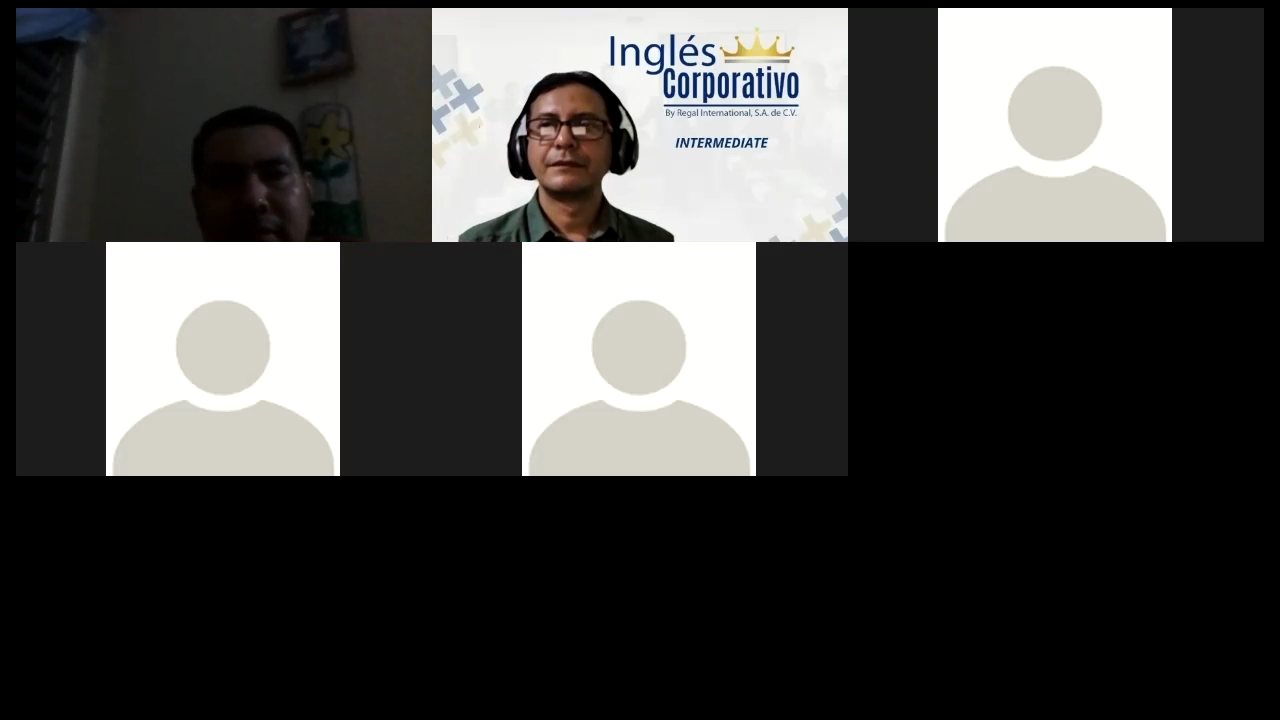 Inglés
Corporativo
By Regal International, S.A. de C.V.
INTERMEDIATE